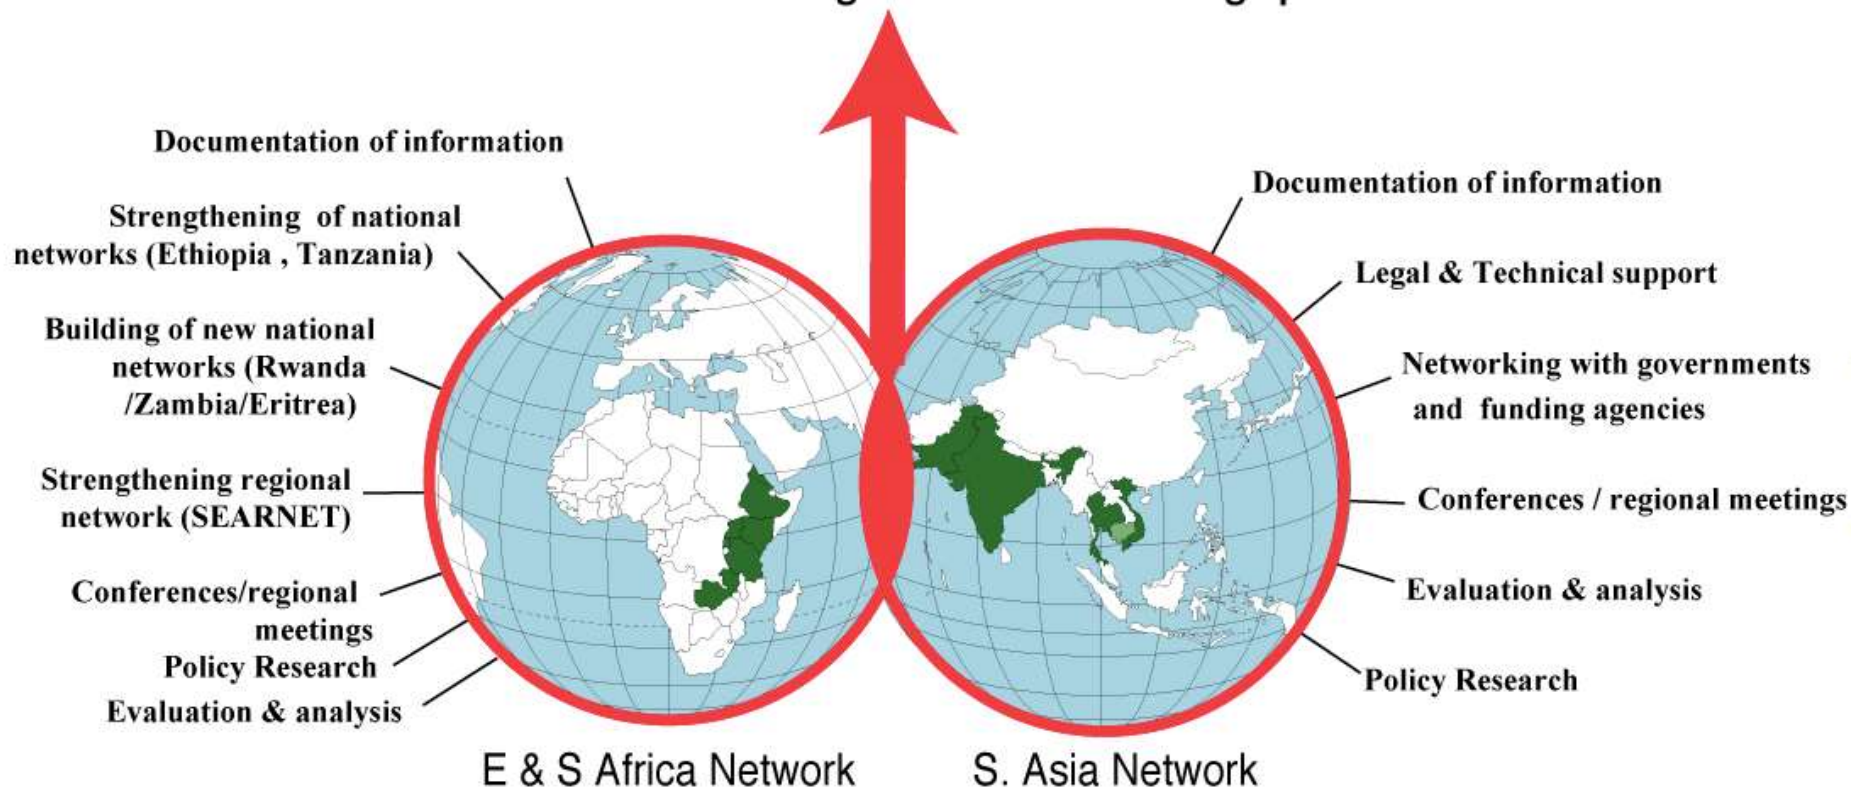 Documentation of information
Strengthening of national
networks (Ethiopia , Tanzania)
Building of new national
networks (Rwanda
/Zambia/Eritrea)
Strengthening regional
network (SEARNET)
Conferences/regional
meetings
Policy Research
Evaluation & analysis
E & S Africa Network
Documentation of information
Legal & Technical support
Networking with governments
and funding agencies
Conferences / regional meetings
Evaluation & analysis
Policy Research
S. Asia Network